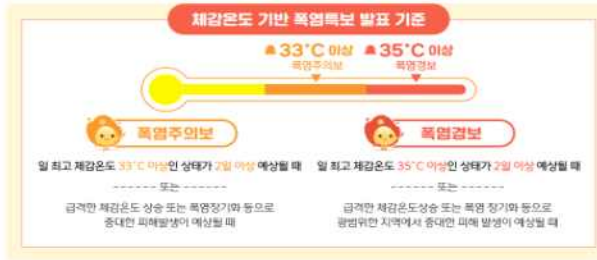 체감온도 기반 폭염특보 발표 기준
33°C 이상
폭염주의보
35°C 이상
폭염경보
폭염주의보
일 최고 체감온도 33°C 이상인 상태가 2일 이상 예상될 때
------ 또는 ------
급격한 체감온도 상승 또는 폭염장기화 등으로
중대한 피해발생이 예상될 때
폭염경보
일 최고 체감온도 35°C 이상인 상태가 2일 이상 예상될 때
------ 또는 ------
급격한 체감온도상승 또는 폭염 장기화 등으로
광범위한 지역에서 중대한 피해 발생이 예상될 때